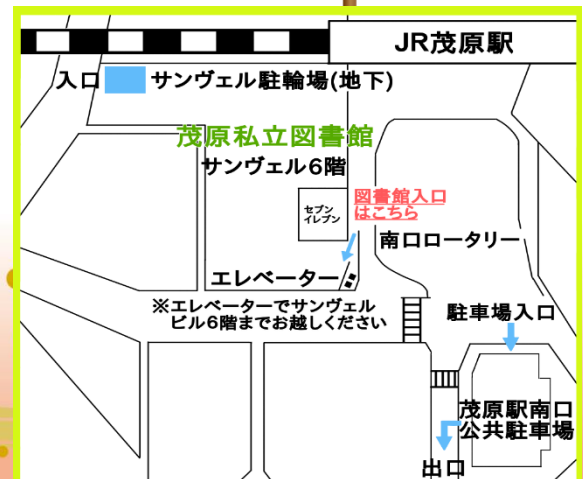 JR茂原駅
入口
サンヴェル駐輪場(地下)
茂原私立図書館
サンヴェル6階
セブン
イレブン
図書館入口
はこちら
南口ロータリー
エレベーター
※エレベーターでサンヴェル
ビル6階までお越しください
駐車場入口
茂原駅南口
公共駐車場
出口